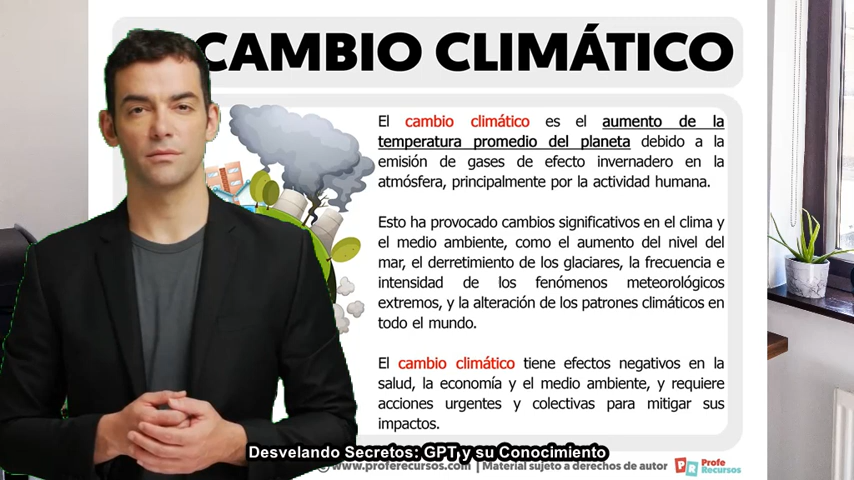 CAMBIO CLIMÁTICO
El cambio climático es el aumento de la
temperatura promedio del planeta debido a la
emisión de gases de efecto invernadero en la
atmósfera, principalmente por la actividad humana.
Esto ha provocado cambios significativos en el clima y
el medio ambiente, como el aumento del nivel del
mar, el derretimiento de los glaciares, la frecuencia e
intensidad de los fenómenos meteorológicos
extremos, y la alteración de los patrones climáticos en
todo el mundo.
El cambio climático tiene efectos negativos en la
salud, la economía y el medio ambiente, y requiere
acciones urgentes y colectivas para mitigar sus
impactos.
Desvelando Secretos: GPT y su Conocimiento
© www.proferecursos.com | Material sujeto a derechos de autor
PR Profe
Recursos